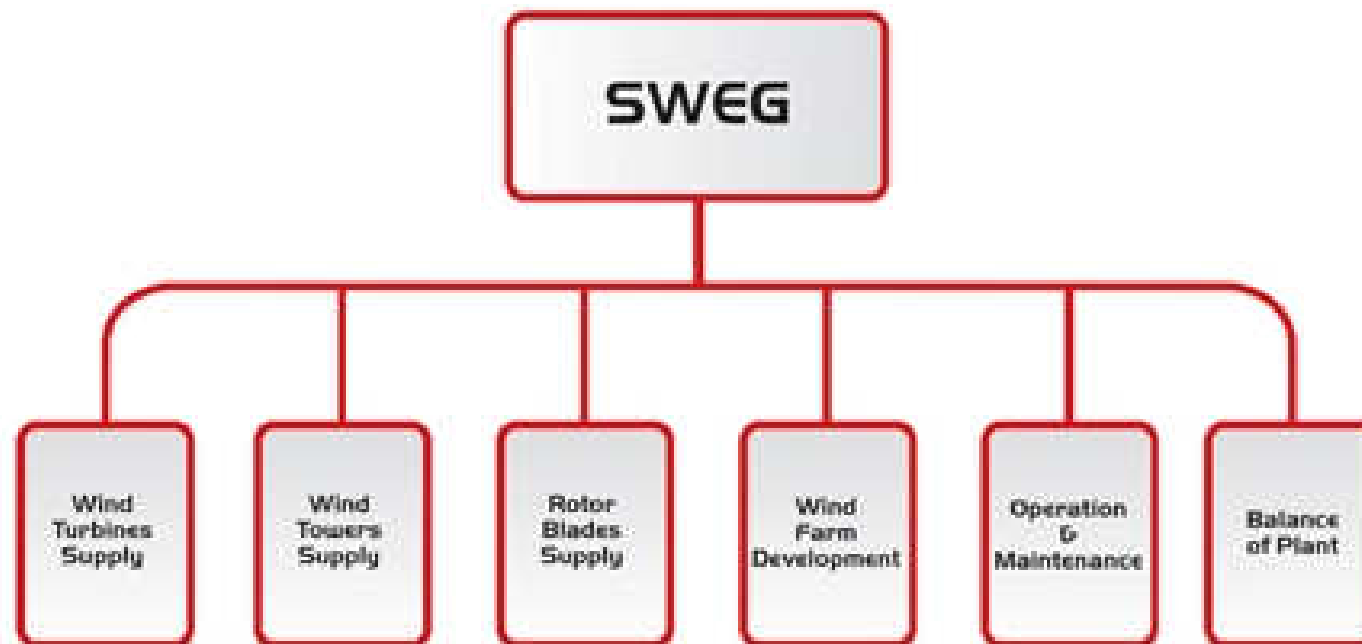 SWEG
Wind
Turbines
Supply
Wind
Towers
Supply
Rotor
Blades
Supply
Wind
Farm
Development
Operation
&
Maintenance
Balance
of Plant